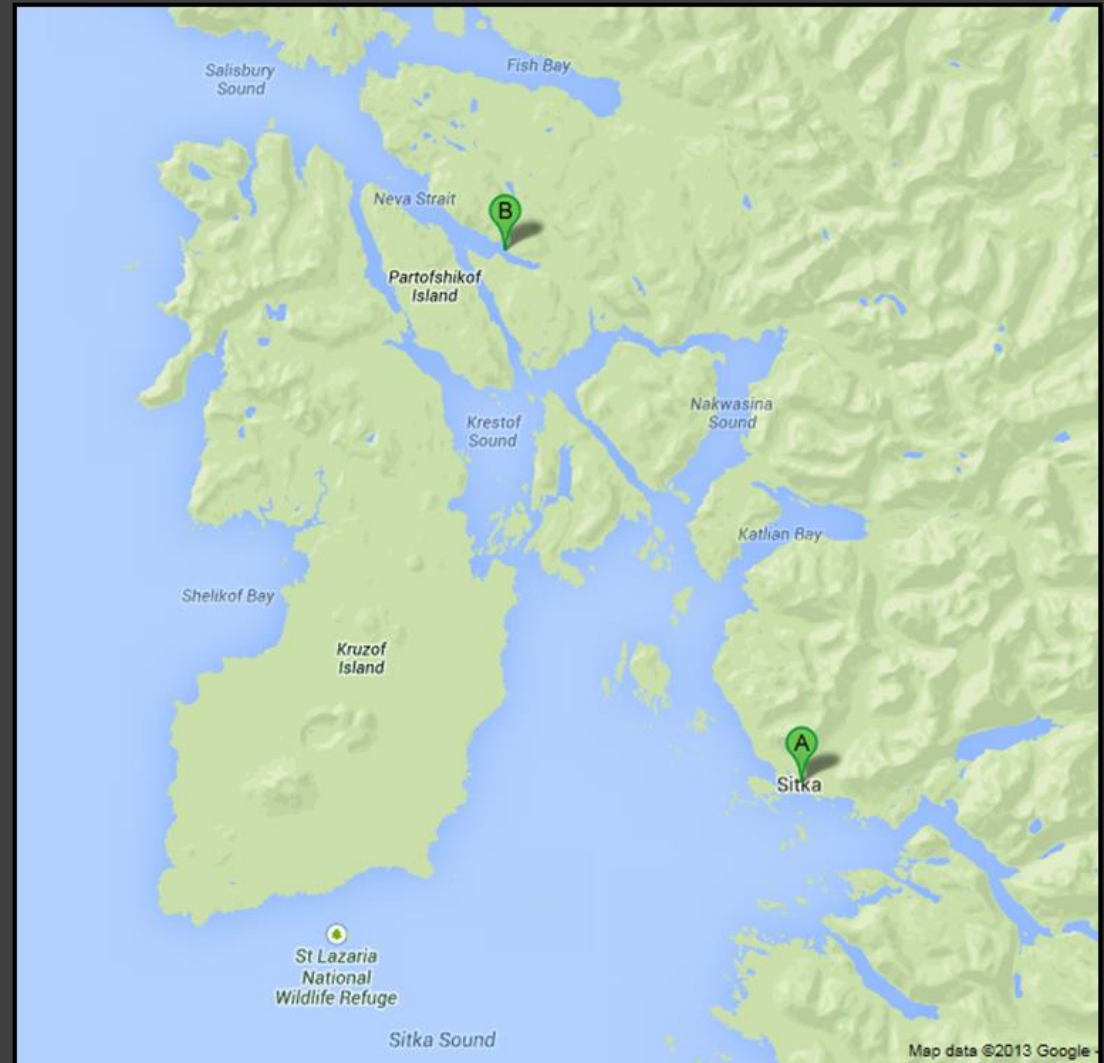 Salisbury
Sound
Fish Bay
Neva Strait
B
Partofshikof
Island
Krestof
Sound
Nakwasina
Sound
Katlian Bay
Shelikof Bay
Kruzof
Island
A
Sitka
St Lazaria
National
Wildlife Refuge
Sitka Sound
Map data ©2013 Google -